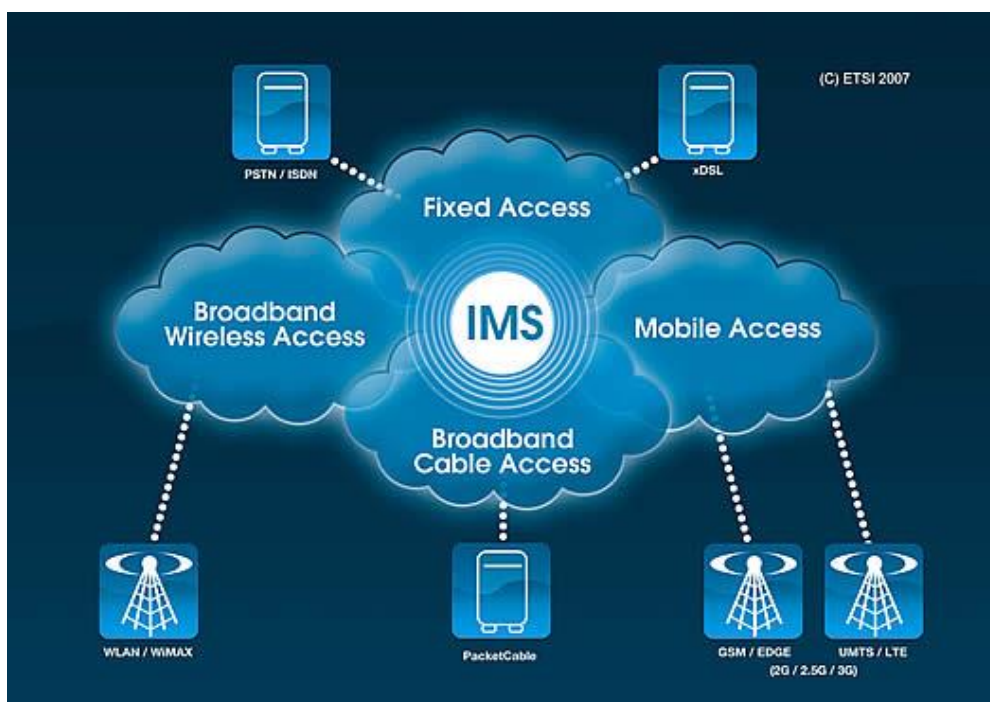 (C) ETSI 2007
PSTN / ISDN
xDSL
Fixed Access
Broadband
Wireless Access
IMS
Mobile Access
Broadband
Cable Access
WLAN / WiMAX
PacketCable
GSM / EDGE
UMTS / LTE
(2G / 2.5G / 3G)